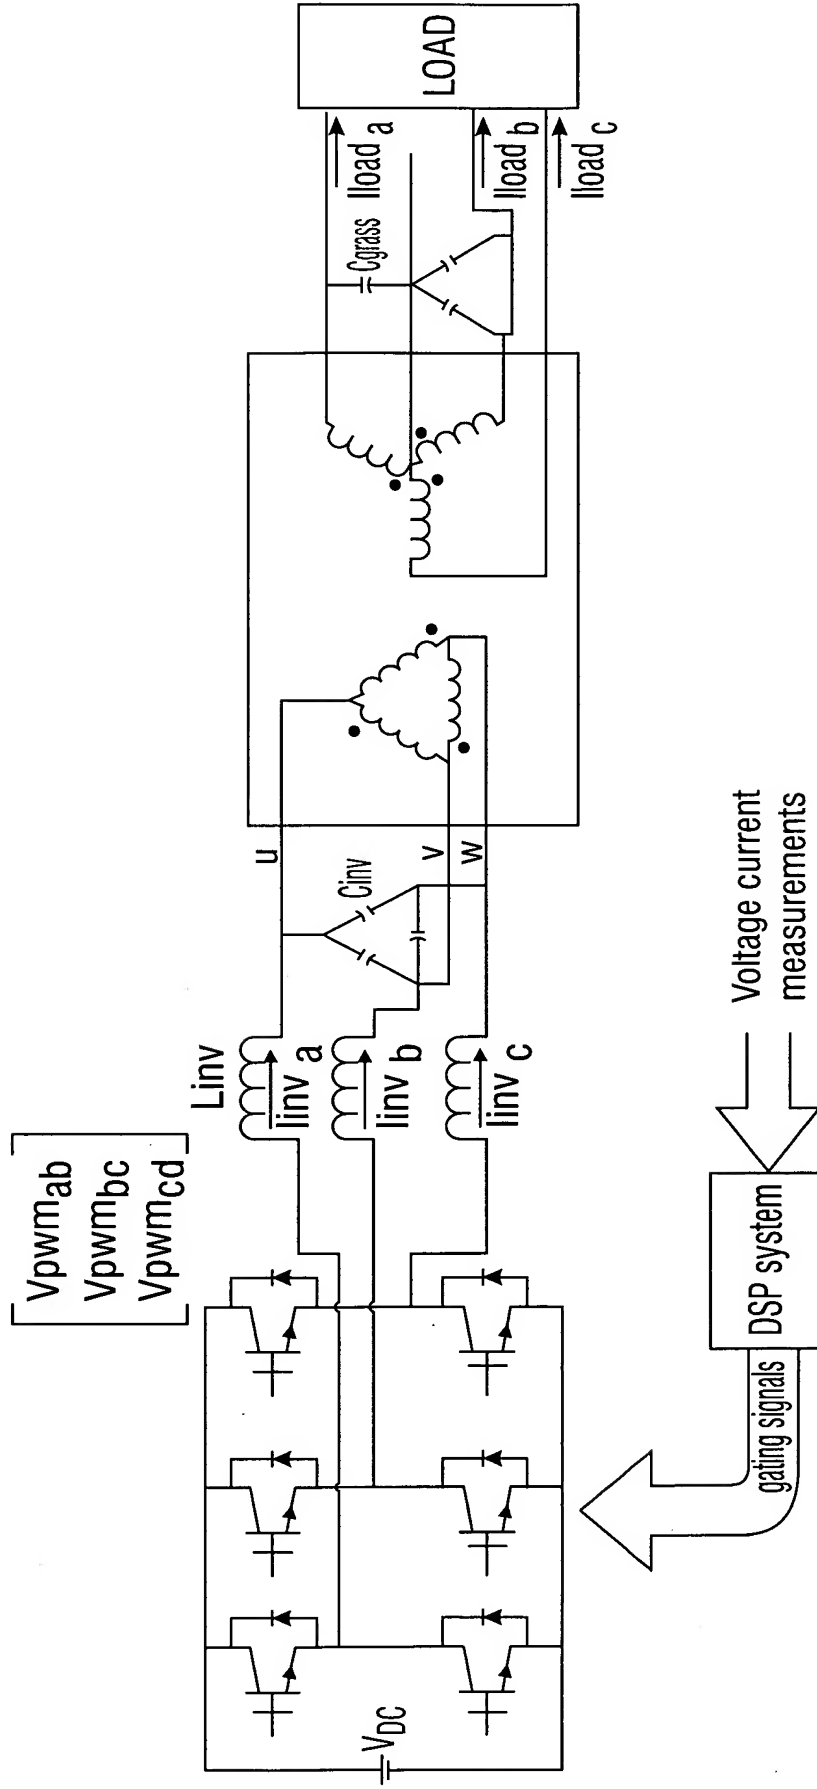 VDC
Vpwmab
Vpwmbc
Vpwmcd
Linv
Iinv a
Iinv b
Iinv c
Cinv
u
v
w
Cgrass
Iload a
Iload b
Iload c
LOAD
gating signals
DSP system
Voltage current
measurements